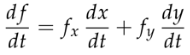 df/dt = f_x dx/dt + f_y dy/dt